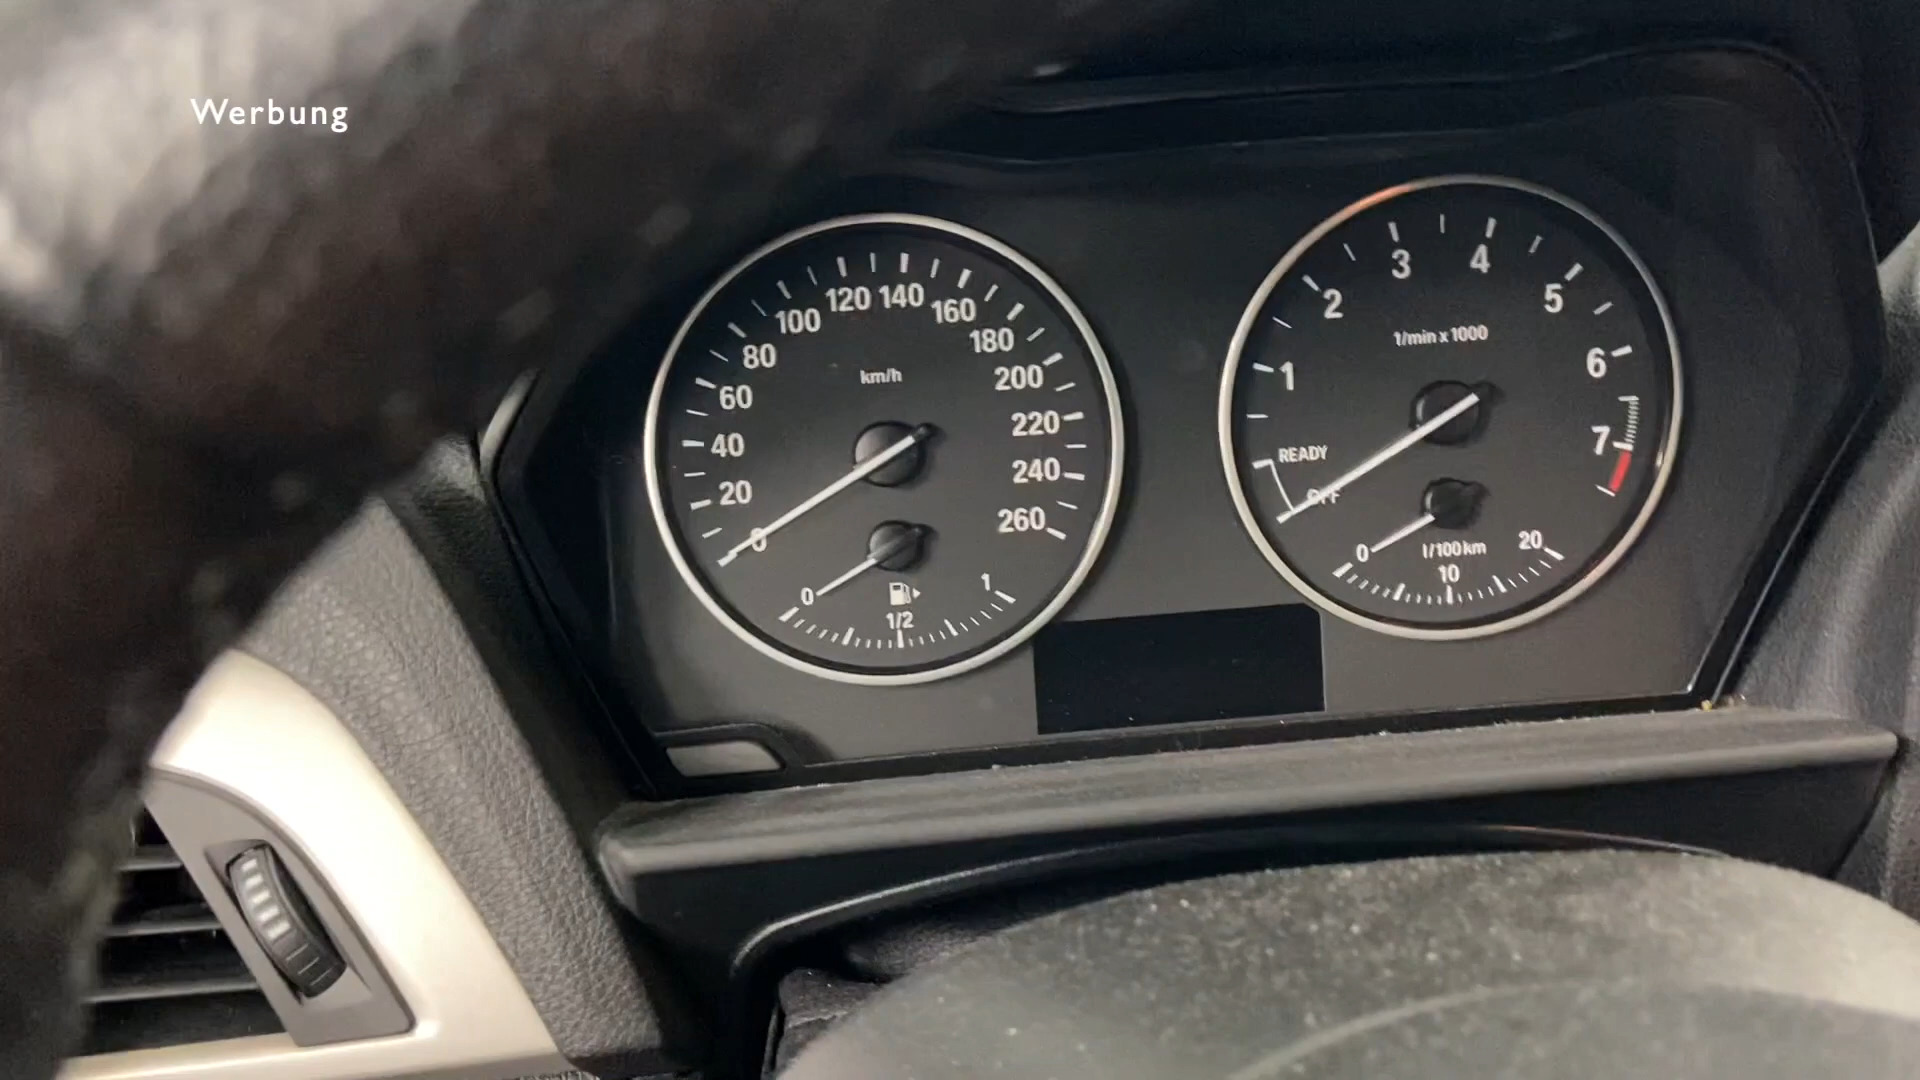 Werbung
120 140
100 160
80 180
60 km/h 200
40 220
20 240
0 260
0 1
1/2
3 4
2 5
1/min x 1000
1 6
READY 7
OFF
0 l/100 km 20
10